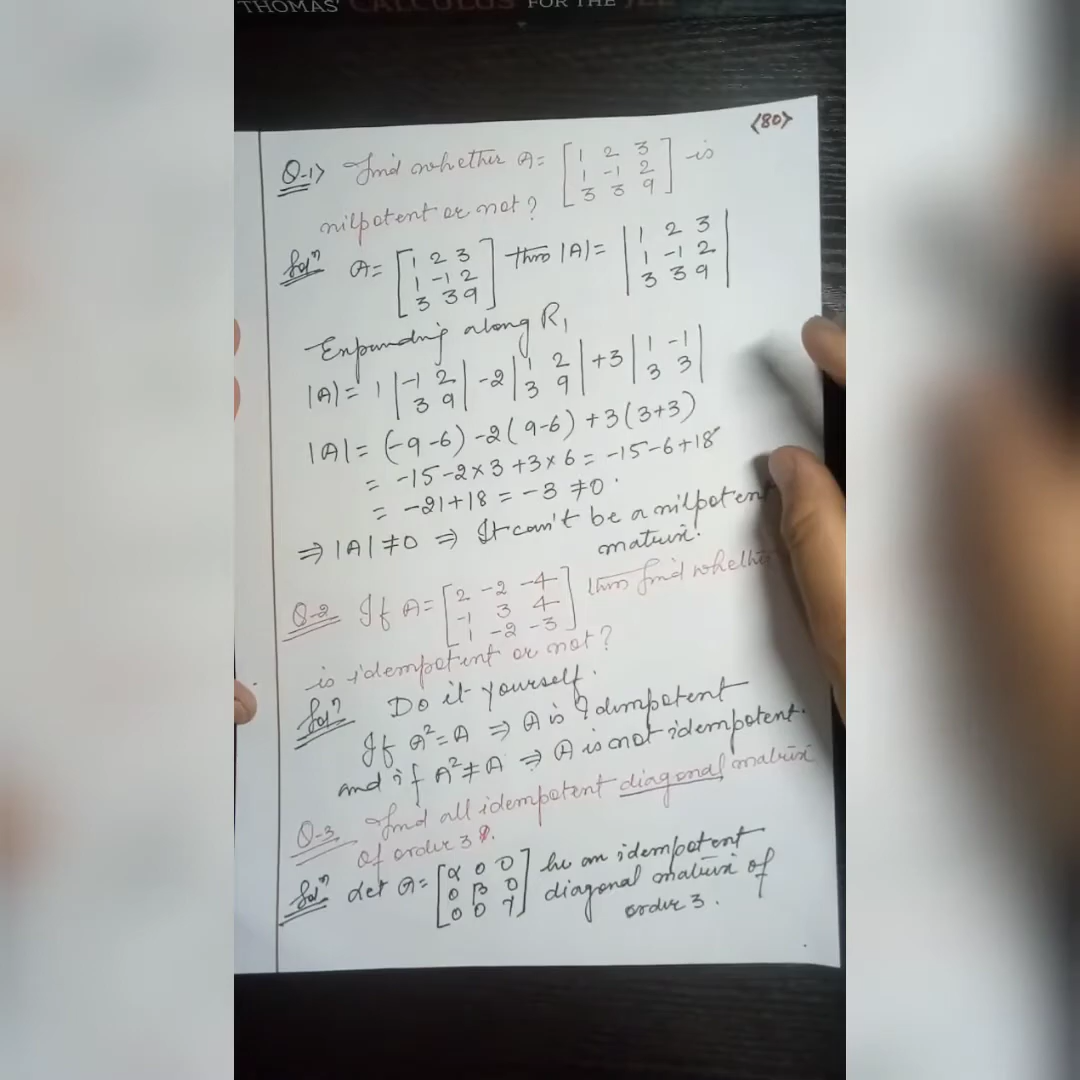 THOMAS' CALCULUS FOR THE JEE
<80>
Q-1> Find whether A = [1 2 3
1 -1 2
3 3 9] is
nilpotent or not?
Solⁿ A = [1 2 3
1 -1 2
3 3 9] then |A| = |1 2 3
1 -1 2
3 3 9|
Expanding along R₁
|A| = 1 |-1 2
3 9| -2 |1 2
3 9| +3 |1 -1
3 3|
|A| = (-9-6) -2(9-6) +3(3+3)
= -15-2×3+3×6 = -15-6+18
= -21+18 = -3 ≠0.
⇒ |A| ≠0 ⇒ It can't be a nilpotent
matrix.
Q-2 If A = [2 -2 -4
-1 3 4
1 -2 -3] then find
is idempotent or not?
Solⁿ Do it yourself.
If A²=A ⇒ A is Idempotent
and if A²≠A ⇒ A is not idempotent.
Q-3. Find all idempotent diagonal matrix
of order 3.
Solⁿ Let A = [α 0 0
0 β 0
0 0 γ] be an idempotent
diagonal matrix of
order 3.